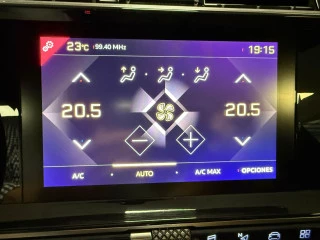 23°C 99.40 MHz 19:15
20.5 20.5
A/C AUTO A/C MAX OPCIONES